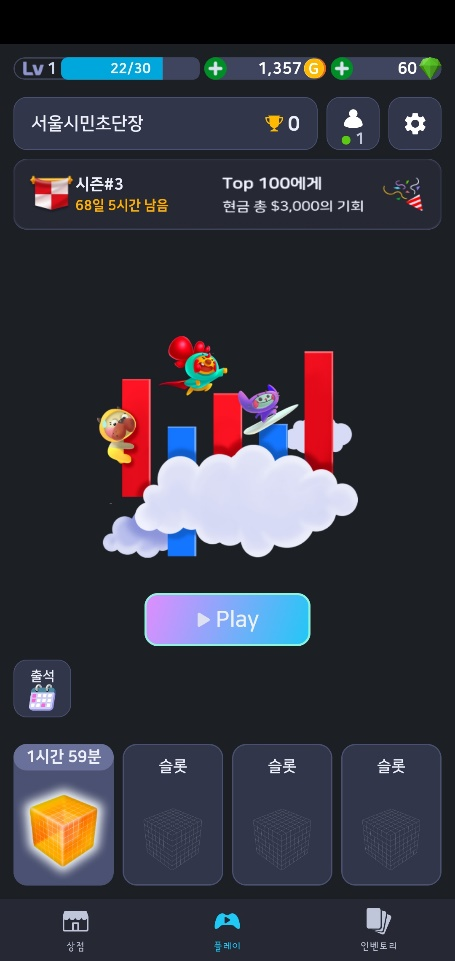 Lv 1 22/30 1,357 G 60
서울시민초단장 0 1
시즌#3
68일 5시간 남음
Top 100에게
현금 총 $3,000의 기회
Play
출석
1시간 59분 슬롯 슬롯 슬롯
상점 플레이 인벤토리